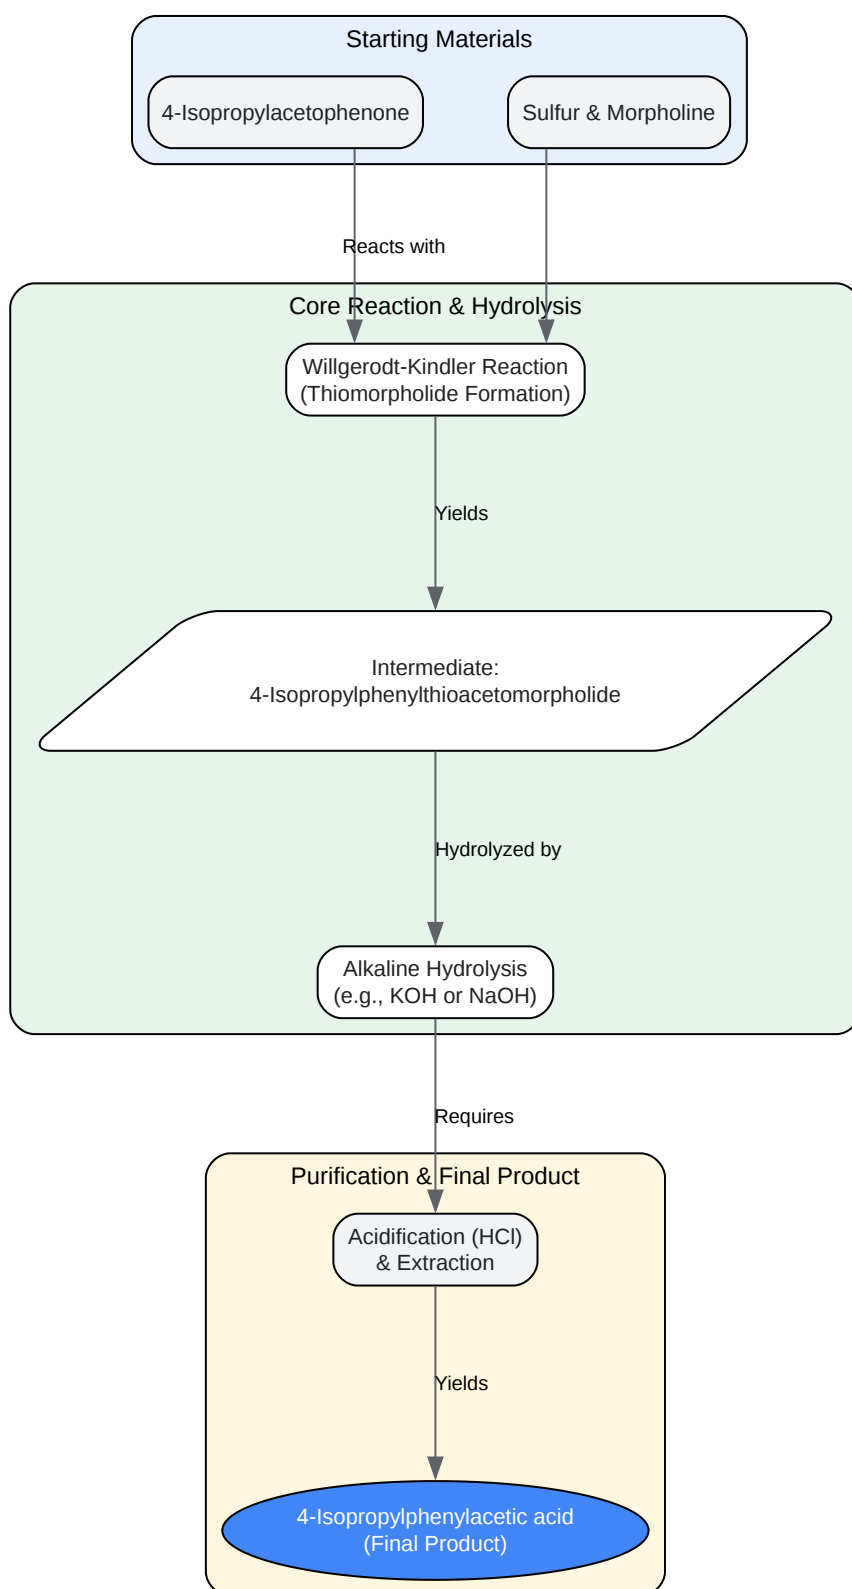 Starting Materials
4-Isopropylacetophenone
Sulfur & Morpholine
Reacts with
Core Reaction & Hydrolysis
Willgerodt-Kindler Reaction
(Thiomorpholide Formation)
Yields
Intermediate:
4-Isopropylphenylthioacetomorpholide
Hydrolyzed by
Alkaline Hydrolysis
(e.g., KOH or NaOH)
Requires
Purification & Final Product
Acidification (HCl)
& Extraction
Yields
4-Isopropylphenylacetic acid
(Final Product)